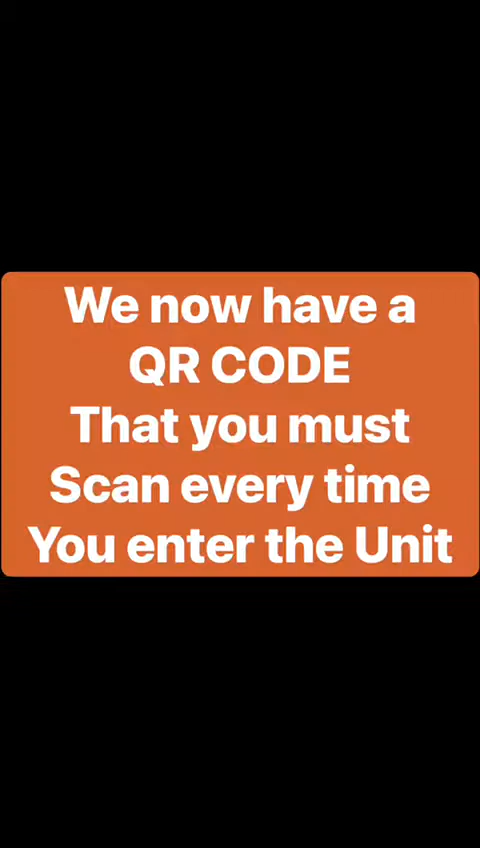 We now have a
QR CODE
That you must
Scan every time
You enter the Unit